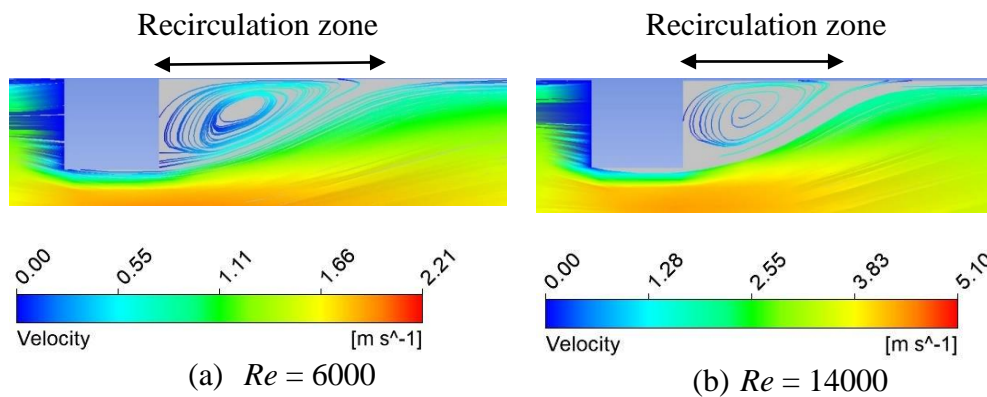 Recirculation zone
Recirculation zone
0.00 0.55 1.11 1.66 2.21
Velocity [m s^-1]
(a) Re = 6000
0.00 1.28 2.55 3.83 5.10
Velocity [m s^-1]
(b) Re = 14000